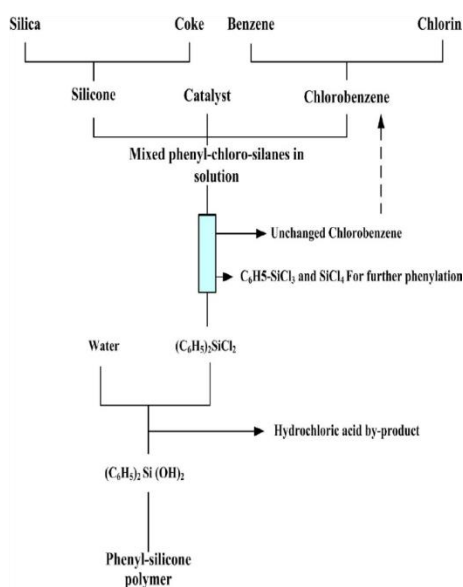 Silica
Coke
Benzene
Chlorin
Silicone
Catalyst
Chlorobenzene
Mixed phenyl-chloro-silanes in
solution
Unchanged Chlorobenzene
C₆H5-SiCl₃ and SiCl₄ For further phenylation
Water
(C₆H₅)₂SiCl₂
Hydrochloric acid by-product
(C₆H₅)₂ Si (OH)₂
Phenyl-silicone
polymer